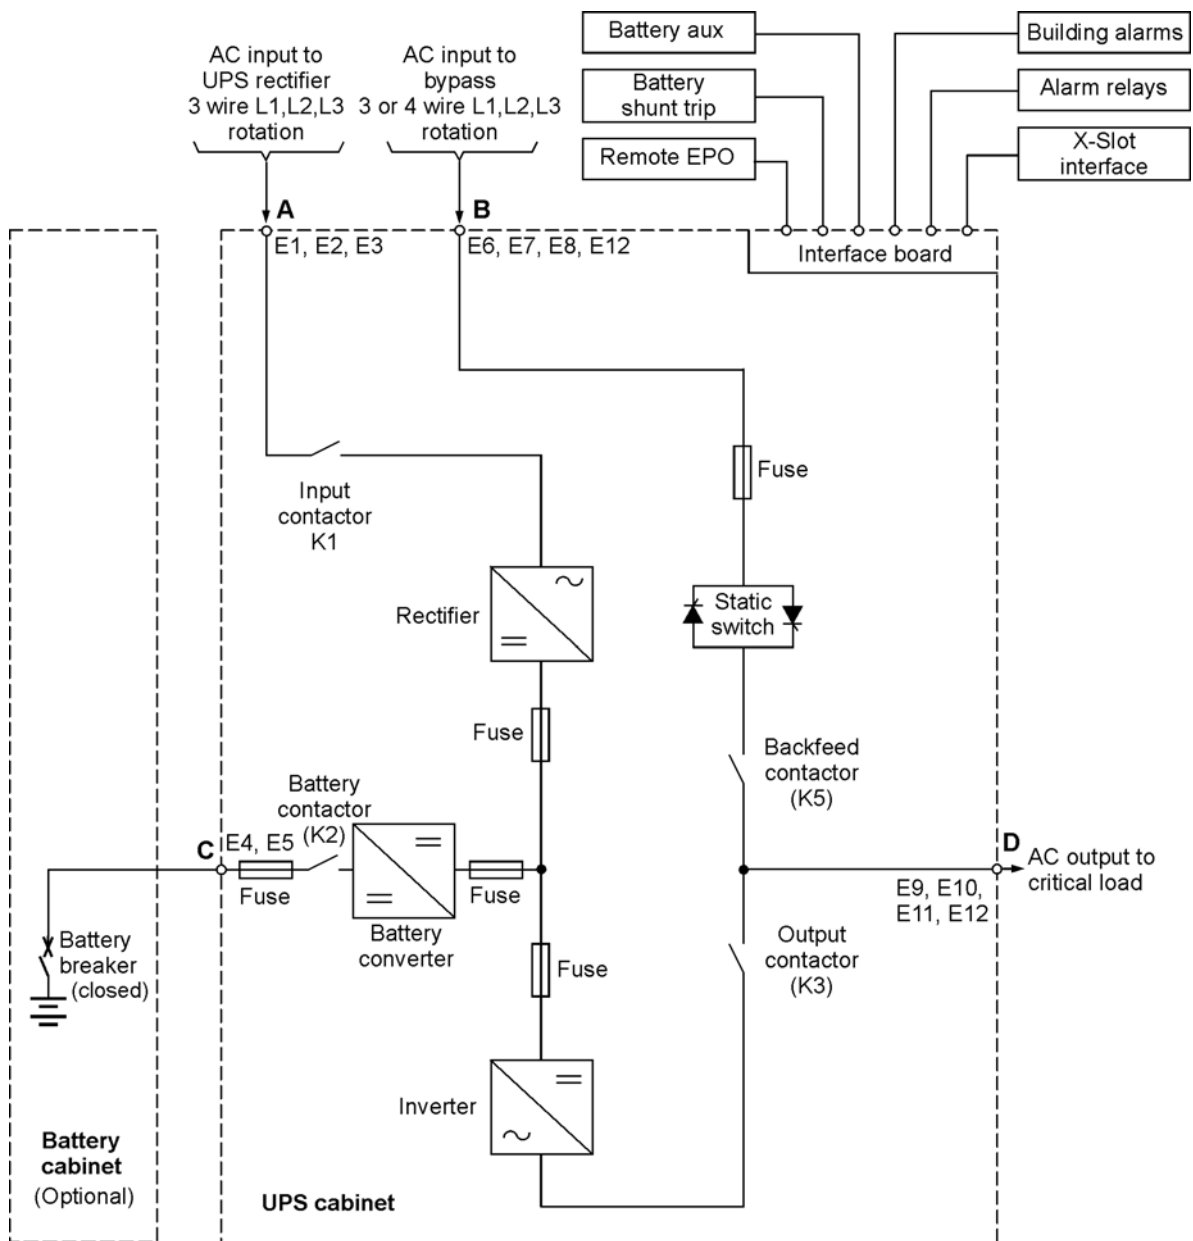 Battery aux
Building alarms
AC input to
UPS rectifier
3 wire L1,L2,L3
rotation
AC input to
bypass
3 or 4 wire L1,L2,L3
rotation
Battery
shunt trip
Alarm relays
Remote EPO
X-Slot
interface
A
B
E1, E2, E3
E6, E7, E8, E12
Interface board
Fuse
Input
contactor
K1
Rectifier
Static
switch
Fuse
Backfeed
contactor
(K5)
Battery
contactor
(K2)
C
E4, E5
Fuse
Fuse
Battery
converter
D
AC output to
critical load
E9, E10,
E11, E12
Battery
breaker
(closed)
Fuse
Output
contactor
(K3)
Inverter
Battery
cabinet
(Optional)
UPS cabinet